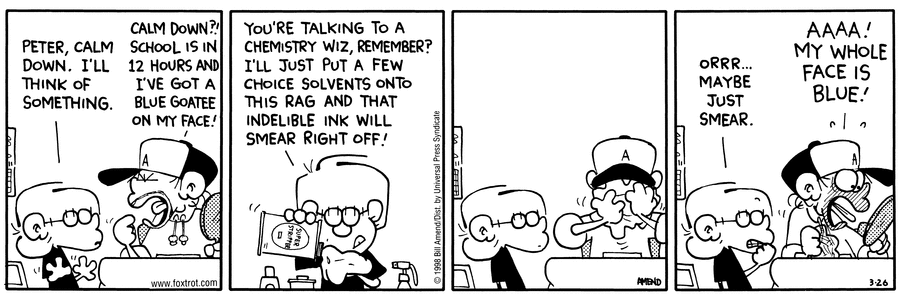 PETER, CALM
DOWN. I'LL
THINK OF
SOMETHING.
CALM DOWN?!
SCHOOL IS IN
12 HOURS AND
I'VE GOT A
BLUE GOATEE
ON MY FACE!
A
www.foxtrot.com
YOU'RE TALKING TO A
CHEMISTRY WIZ, REMEMBER?
I'LL JUST PUT A FEW
CHOICE SOLVENTS ONTO
THIS RAG AND THAT
INDELIBLE INK WILL
SMEAR RIGHT OFF!
SUPER
STRIPPER
© 1998 Bill Amend/Dist. by Universal Press Syndicate
A
AMEND
ORRR...
MAYBE
JUST
SMEAR.
AAAA!
MY WHOLE
FACE IS
BLUE!
A
3-26